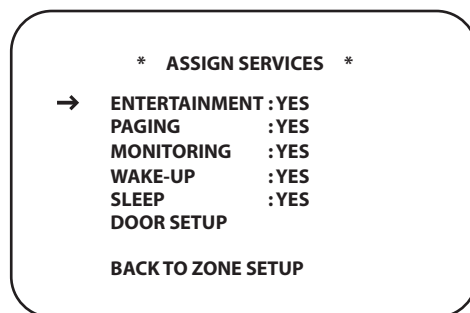 * ASSIGN SERVICES *
→ ENTERTAINMENT : YES
PAGING : YES
MONITORING : YES
WAKE-UP : YES
SLEEP : YES
DOOR SETUP
BACK TO ZONE SETUP